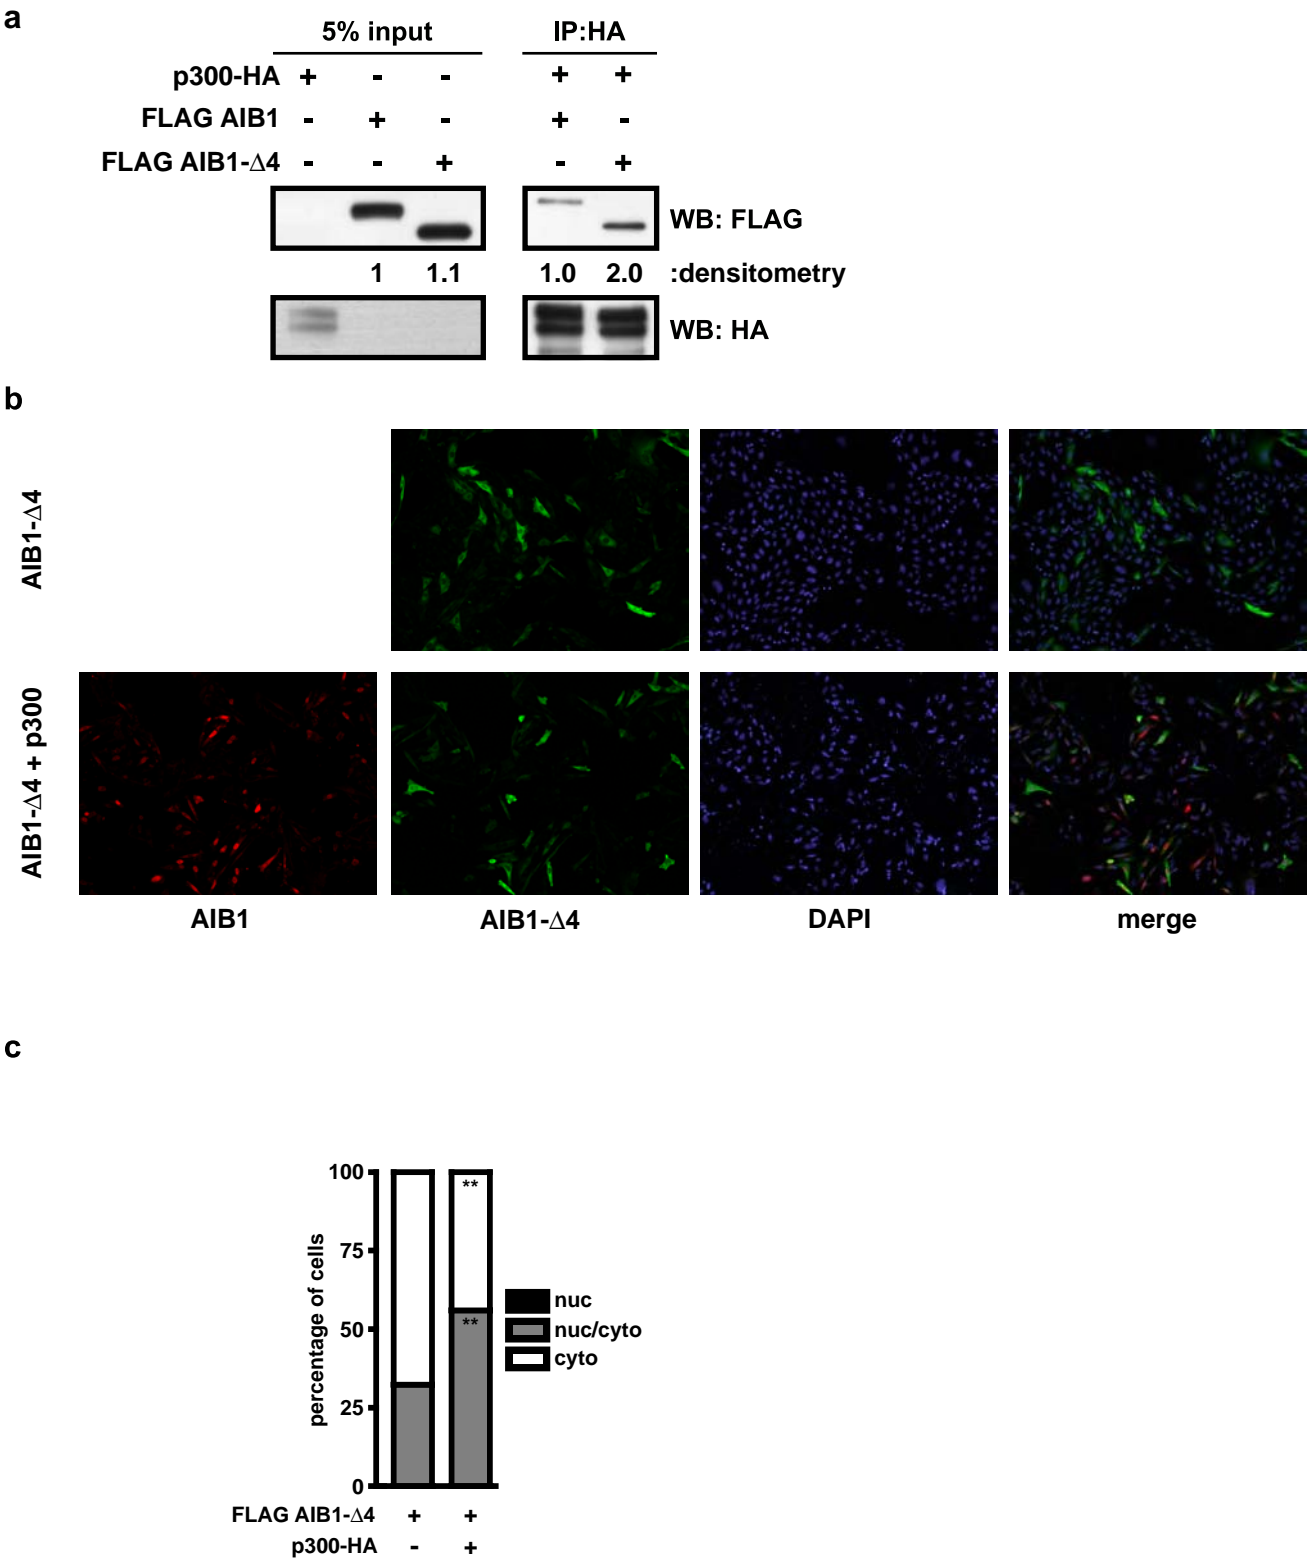 a
5% input IP:HA
p300-HA + - - + +
FLAG AIB1 - + - + -
FLAG AIB1-Δ4 - - + - +
WB: FLAG
1 1.1 1.0 2.0 :densitometry
WB: HA
b
AIB1-Δ4
AIB1-Δ4 + p300
AIB1 AIB1-Δ4 DAPI merge
c
percentage of cells
100
75
50
25
0
**
**
nuc
nuc/cyto
cyto
FLAG AIB1-Δ4 + +
p300-HA - +